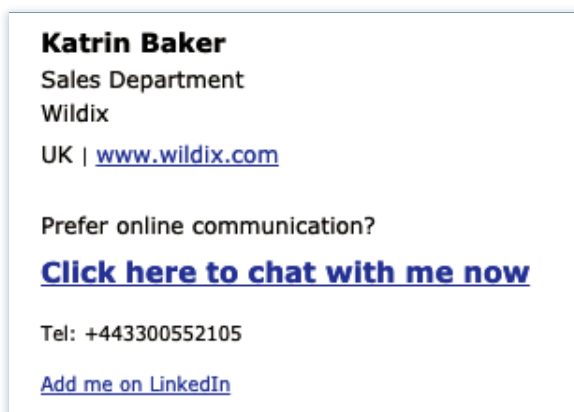 Katrin Baker
Sales Department
Wildix
UK | www.wildix.com
Prefer online communication?
Click here to chat with me now
Tel: +443300552105
Add me on LinkedIn